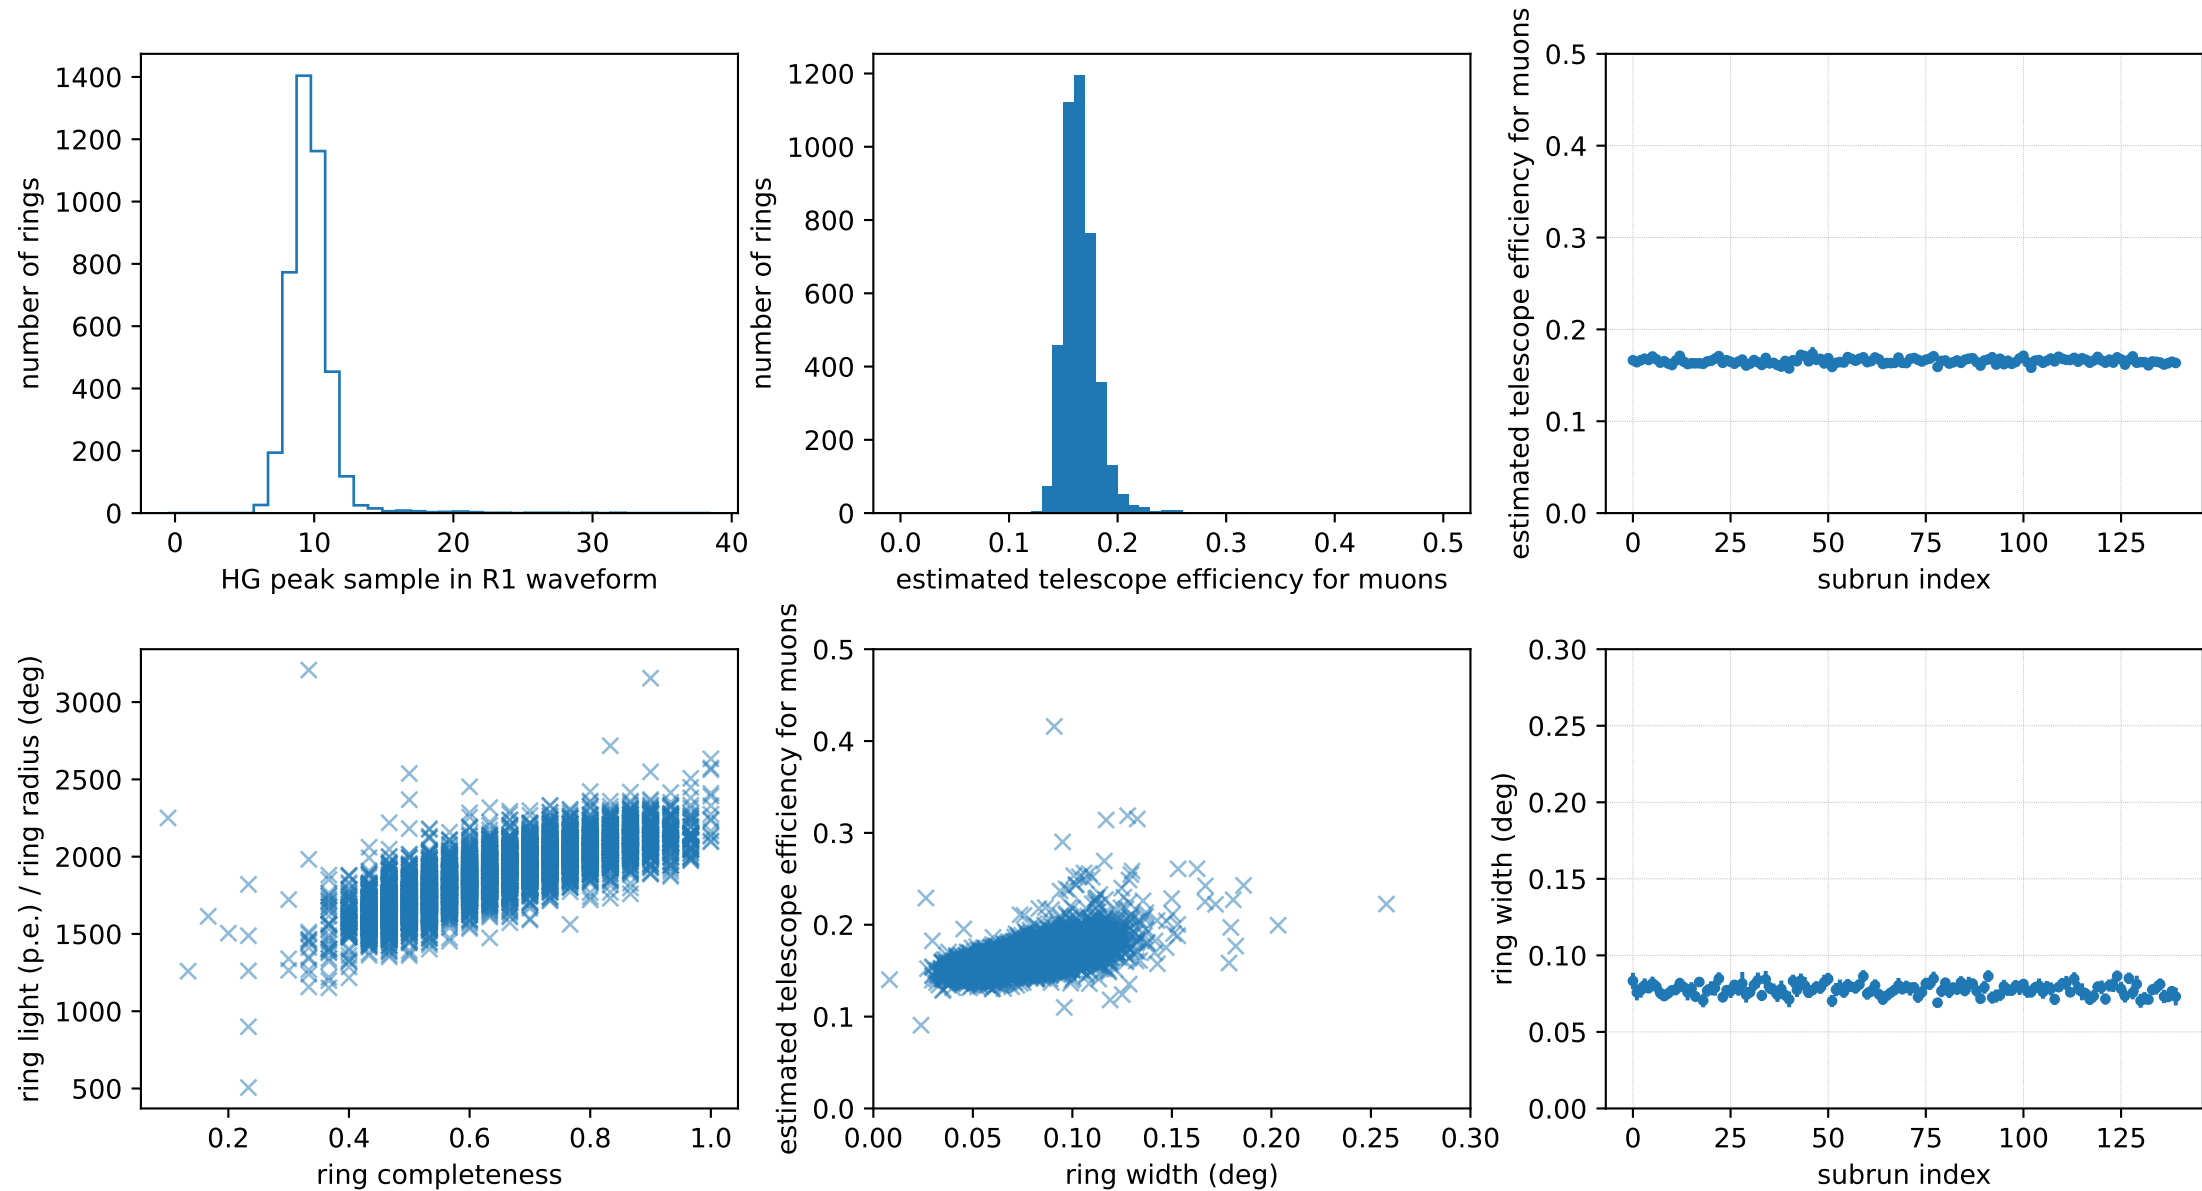 number of rings
1400
1200
1000
800
600
400
200
0
0 10 20 30 40
HG peak sample in R1 waveform
number of rings
1200
1000
800
600
400
200
0
0.0 0.1 0.2 0.3 0.4 0.5
estimated telescope efficiency for muons
estimated telescope efficiency for muons
0.5
0.4
0.3
0.2
0.1
0.0
0 25 50 75 100 125
subrun index
ring light (p.e.) / ring radius (deg)
3000
2500
2000
1500
1000
500
0.2 0.4 0.6 0.8 1.0
ring completeness
estimated telescope efficiency for muons
0.5
0.4
0.3
0.2
0.1
0.0
0.00 0.05 0.10 0.15 0.20 0.25 0.30
ring width (deg)
ring width (deg)
0.30
0.25
0.20
0.15
0.10
0.05
0.00
0 25 50 75 100 125
subrun index